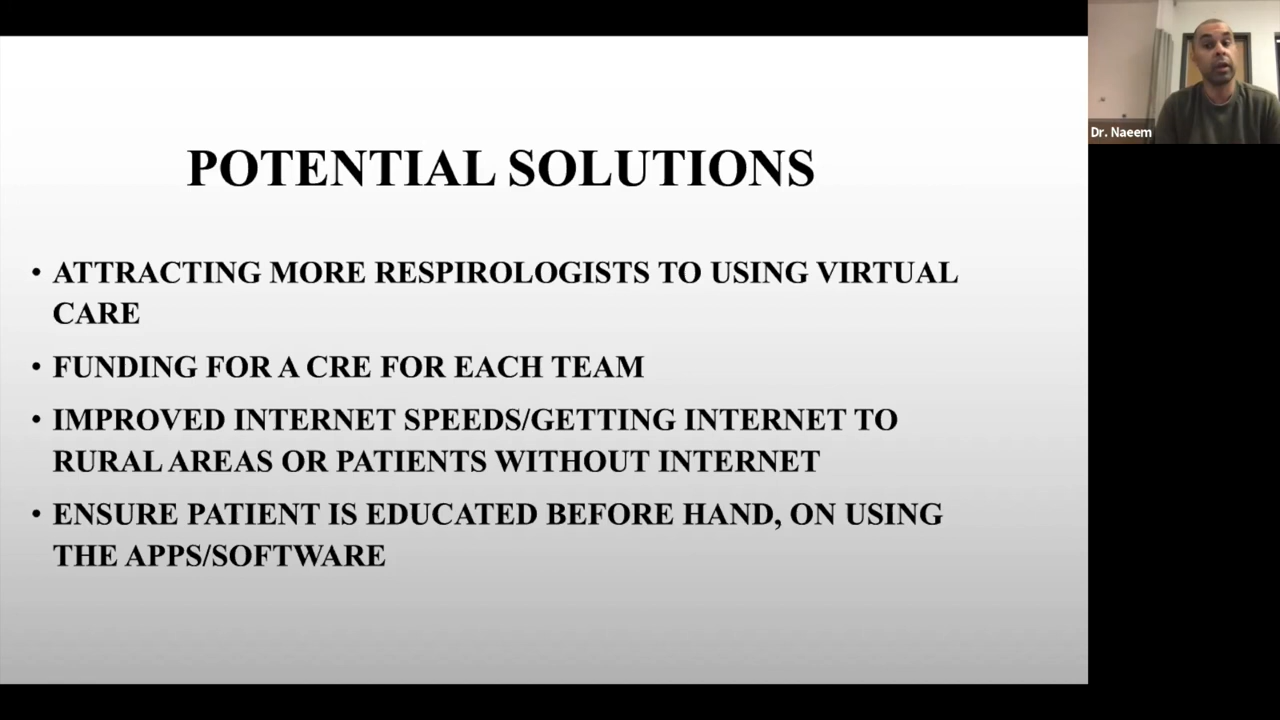 POTENTIAL SOLUTIONS
• ATTRACTING MORE RESPIROLOGISTS TO USING VIRTUAL
CARE
• FUNDING FOR A CRE FOR EACH TEAM
• IMPROVED INTERNET SPEEDS/GETTING INTERNET TO
RURAL AREAS OR PATIENTS WITHOUT INTERNET
• ENSURE PATIENT IS EDUCATED BEFORE HAND, ON USING
THE APPS/SOFTWARE
Dr. Naeem